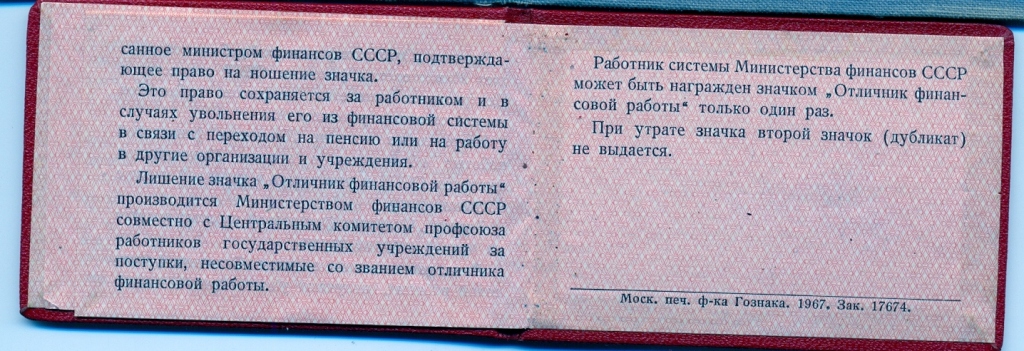 санное министром финансов СССР, подтвержда-
ющее право на ношение значка.
Это право сохраняется за работником и в
случаях увольнения его из финансовой системы
в связи с переходом на пенсию или на работу
в другие организации и учреждения.
Лишение значка „Отличник финансовой работы“
производится Министерством финансов СССР
совместно с Центральным комитетом профсоюза
работников государственных учреждений за
поступки, несовместимые со званием отличника
финансовой работы.
Работник системы Министерства финансов СССР
может быть награжден значком „Отличник финан-
совой работы“ только один раз.
При утрате значка второй значок (дубликат)
не выдается.
Моск. печ. ф-ка Гознака. 1967. Зак. 17674.